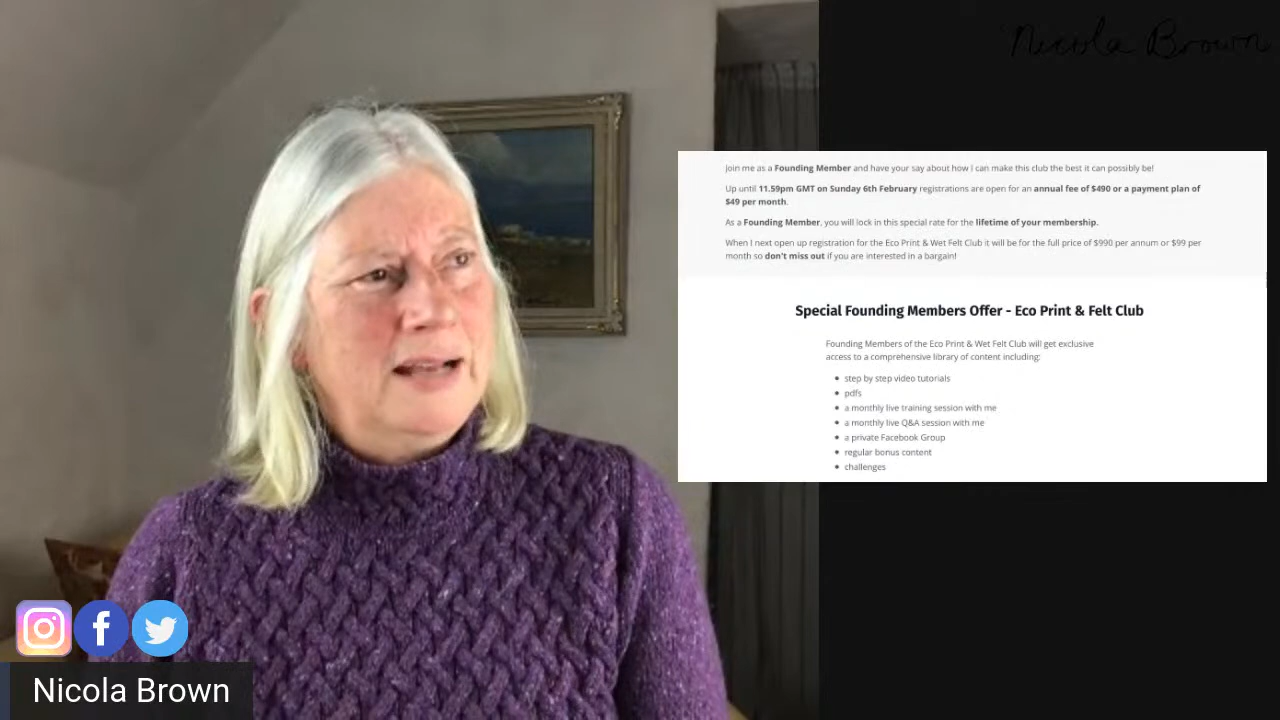 Nicola Brown
Join me as a Founding Member and have your say about how I can make this club the best it can possibly be!
Up until 11.59pm GMT on Sunday 6th February registrations are open for an annual fee of $490 or a payment plan of
$49 per month.
As a Founding Member, you will lock in this special rate for the lifetime of your membership.
When I next open up registration for the Eco Print & Wet Felt Club it will be for the full price of $990 per annum or $99 per
month so don't miss out if you are interested in a bargain!
Special Founding Members Offer - Eco Print & Felt Club
Founding Members of the Eco Print & Wet Felt Club will get exclusive
access to a comprehensive library of content including:
step by step video tutorials
pdfs
a monthly live training session with me
a monthly live Q&A session with me
a private Facebook Group
regular bonus content
challenges
Nicola Brown